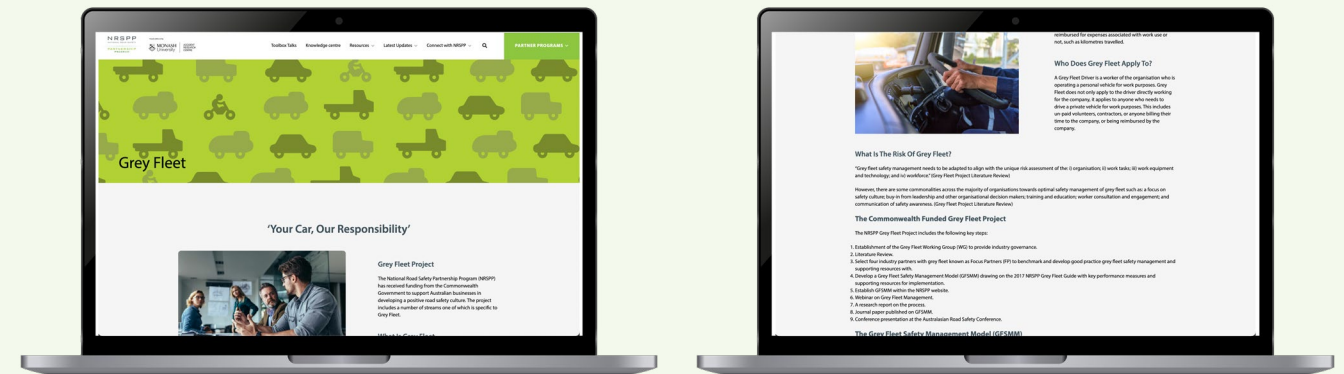 NRSPP
MONASH
University
Toolbox Talks
Knowledge centre
Resources
Latest Updates
Connect with NRSPP
PARTNER PROGRAMS
Grey Fleet
‘Your Car, Our Responsibility’
Grey Fleet Project
The National Road Safety Partnership Program (NRSPP)
has received funding from the Commonwealth
Government to support Australian businesses in
developing a positive road safety culture. The project
includes a number of streams one of which is specific to
Grey Fleet.
What Is Grey Fleet
reimbursed for expenses associated with work use or
not, such as kilometres travelled.
Who Does Grey Fleet Apply To?
A Grey Fleet Driver is a worker of the organisation who is
operating a personal vehicle for work purposes. Grey
Fleet does not only apply to the driver directly working
for the company, it applies to anyone who needs to
drive a private vehicle for work purposes. This includes
un-paid volunteers, contractors, or anyone billing their
time to the company, or being reimbursed by the
company.
What Is The Risk Of Grey Fleet?
“Grey fleet safety management needs to be adapted to align with the unique risk assessment of the: i) organisation; ii) work tasks; iii) work equipment
and technology; and iv) workforce.” (Grey Fleet Project Literature Review)
However, there are some commonalities across the majority of organisations towards optimal safety management of grey fleet such as: a focus on
safety culture; buy-in from leadership and other organisational decision makers; training and education; worker consultation and engagement; and
communication of safety awareness. (Grey Fleet Project Literature Review)
The Commonwealth Funded Grey Fleet Project
The NRSPP Grey Fleet Project includes the following key steps:
1. Establishment of the Grey Fleet Working Group (WG) to provide industry governance.
2. Literature Review.
3. Select four industry partners with grey fleet known as Focus Partners (FP) to benchmark and develop good practice grey fleet safety management and
supporting resources with.
4. Develop a Grey Fleet Safety Management Model (GFSMM) drawing on the 2017 NRSPP Grey Fleet Guide with key performance measures and
supporting resources for implementation.
5. Establish GFSMM within the NRSPP website.
6. Webinar on Grey Fleet Management.
7. A research report on the process.
8. Journal paper published on GFSMM.
9. Conference presentation at the Australasian Road Safety Conference.
The Grey Fleet Safety Management Model (GFSMM)